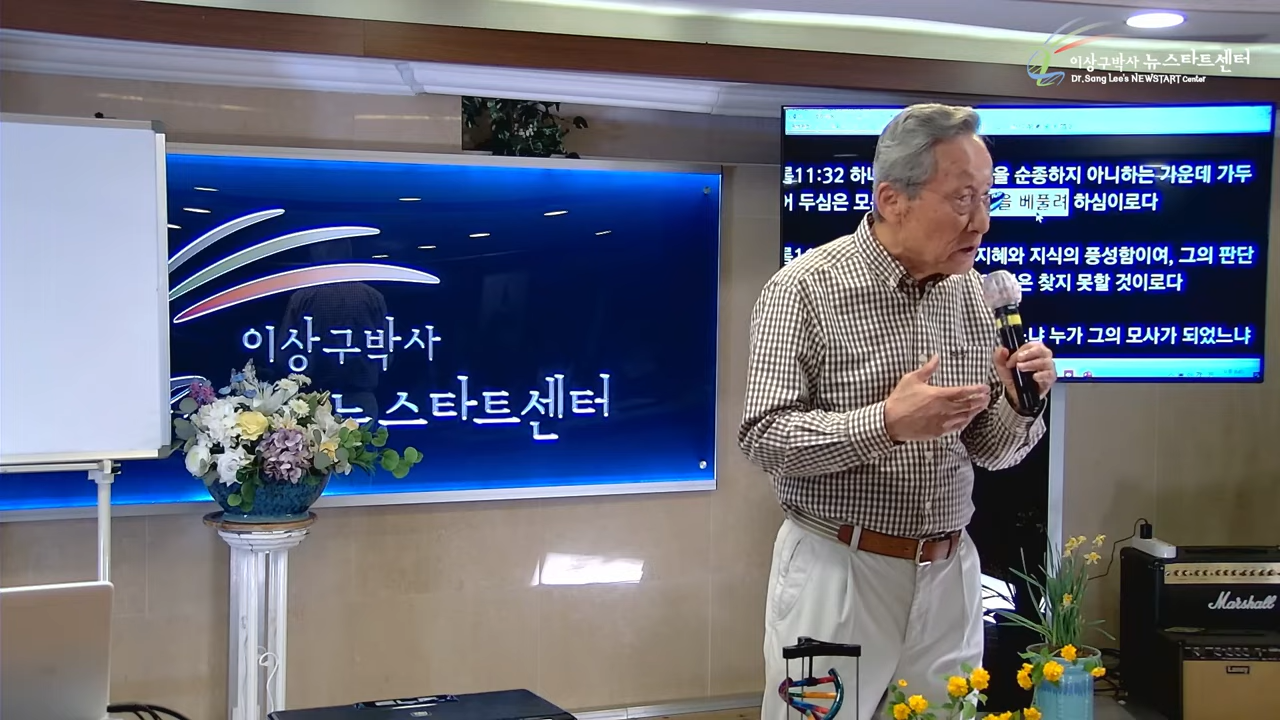 이상구박사 뉴스타트센터
Dr. Sang Lee's NEWSTART Center
11:32 하 을 순종하지 아니하는 가운데 가두
어 두심은 모 을 베풀려 하심이로다
지혜와 지식의 풍성함이여, 그의 판단
은 찾지 못할 것이로다
냐 누가 그의 모사가 되었느냐
이상구박사
뉴스타트센터
Marshall
Laney